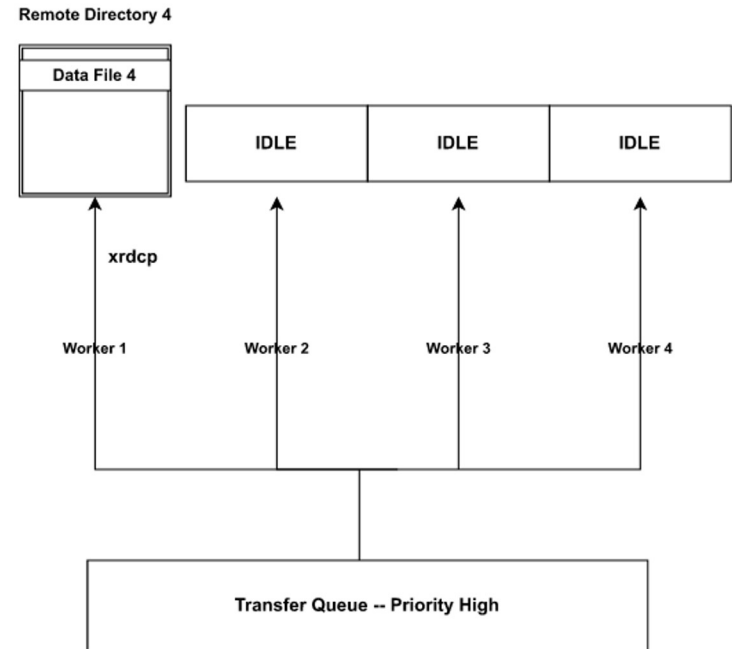 Remote Directory 4
Data File 4
IDLE
IDLE
IDLE
xrdcp
Worker 1
Worker 2
Worker 3
Worker 4
Transfer Queue -- Priority High